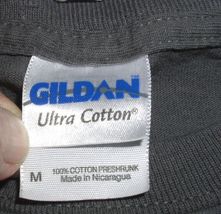 GILDAN
Ultra Cotton®
M 100% COTTON PRESHRUNK
Made in Nicaragua